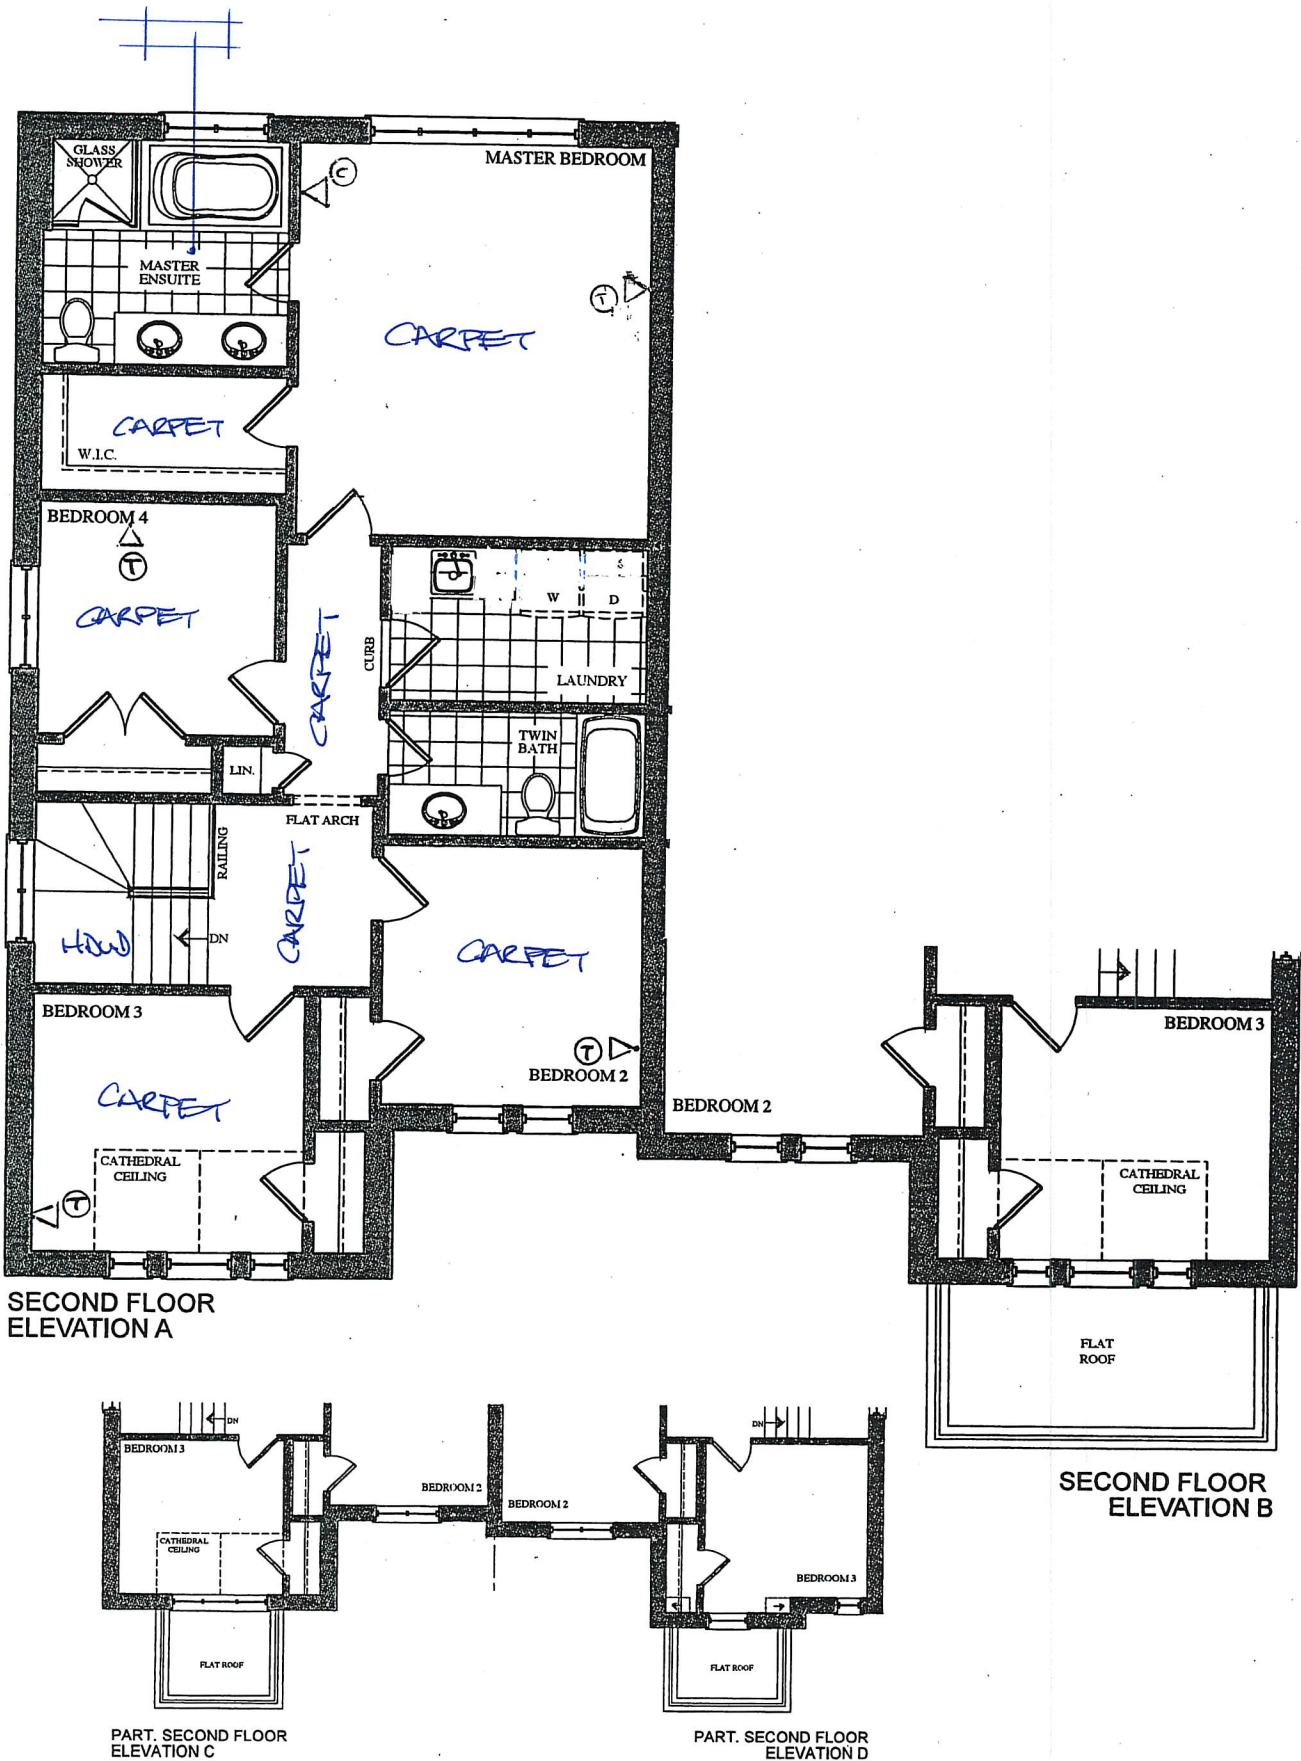 GLASS
SHOWER
MASTER BEDROOM
C
MASTER
ENSUITE
T
CARPET
CARPET
W.I.C.
BEDROOM 4
T
CARPET
CARPET
CURB
W
S
D
LAUNDRY
TWIN
BATH
LIN.
FLAT ARCH
RAILING
CARPET
HDWD
DN
CARPET
BEDROOM 3
T
BEDROOM 2
CARPET
CATHEDRAL
CEILING
T
SECOND FLOOR
ELEVATION A
BEDROOM 2
BEDROOM 3
CATHEDRAL
CEILING
FLAT
ROOF
SECOND FLOOR
ELEVATION B
DN
BEDROOM 3
BEDROOM 2
CATHEDRAL
CEILING
FLAT ROOF
PART. SECOND FLOOR
ELEVATION C
DN
BEDROOM 2
BEDROOM 3
FLAT ROOF
PART. SECOND FLOOR
ELEVATION D